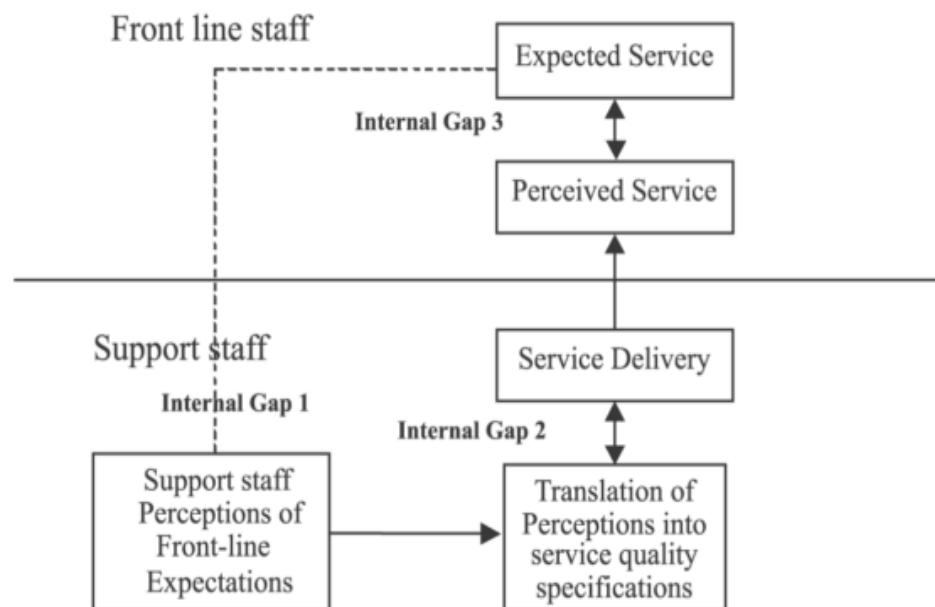 Front line staff
Expected Service
Internal Gap 3
Perceived Service
Support staff
Service Delivery
Internal Gap 1
Internal Gap 2
Support staff
Perceptions of
Front-line
Expectations
Translation of
Perceptions into
service quality
specifications